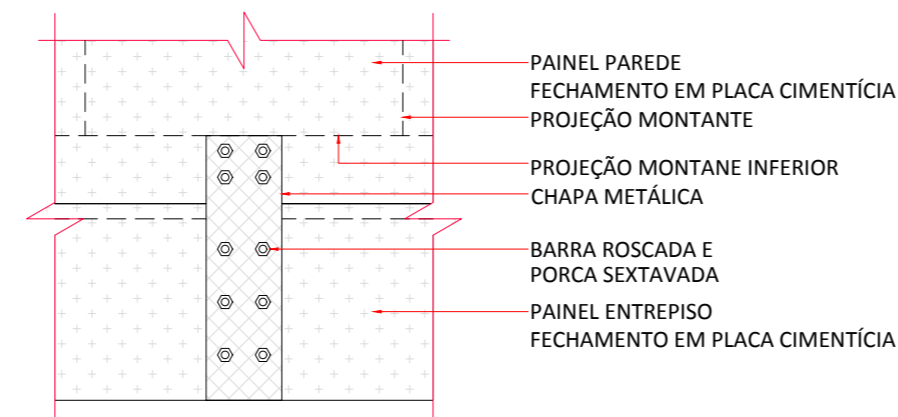 PAINEL PAREDE
FECHAMENTO EM PLACA CIMENTÍCIA
PROJEÇÃO MONTANTE
PROJEÇÃO MONTANE INFERIOR
CHAPA METÁLICA
BARRA ROSCADA E
PORCA SEXTAVADA
PAINEL ENTREPISO
FECHAMENTO EM PLACA CIMENTÍCIA